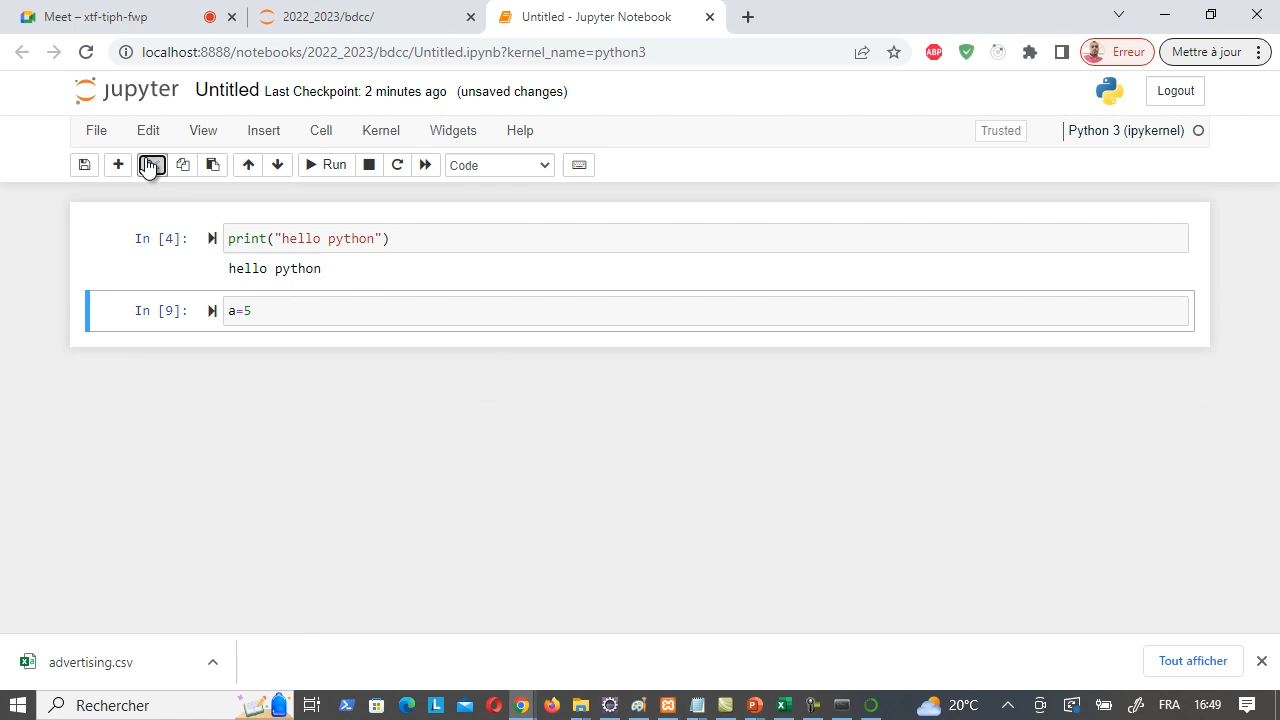 Meet – xtf-tiph-fwp
2022_2023/bdcc/
Untitled - Jupyter Notebook
localhost:8888/notebooks/2022_2023/bdcc/Untitled.ipynb?kernel_name=python3
ABP
Erreur
Mettre à jour
jupyter
Untitled Last Checkpoint: 2 minutes ago (unsaved changes)
Logout
File Edit View Insert Cell Kernel Widgets Help
Trusted
Python 3 (ipykernel)
Run
Code
In [4]: print("hello python")
hello python
In [9]: a=5
advertising.csv
Tout afficher
Rechercher
20°C
FRA
16:49